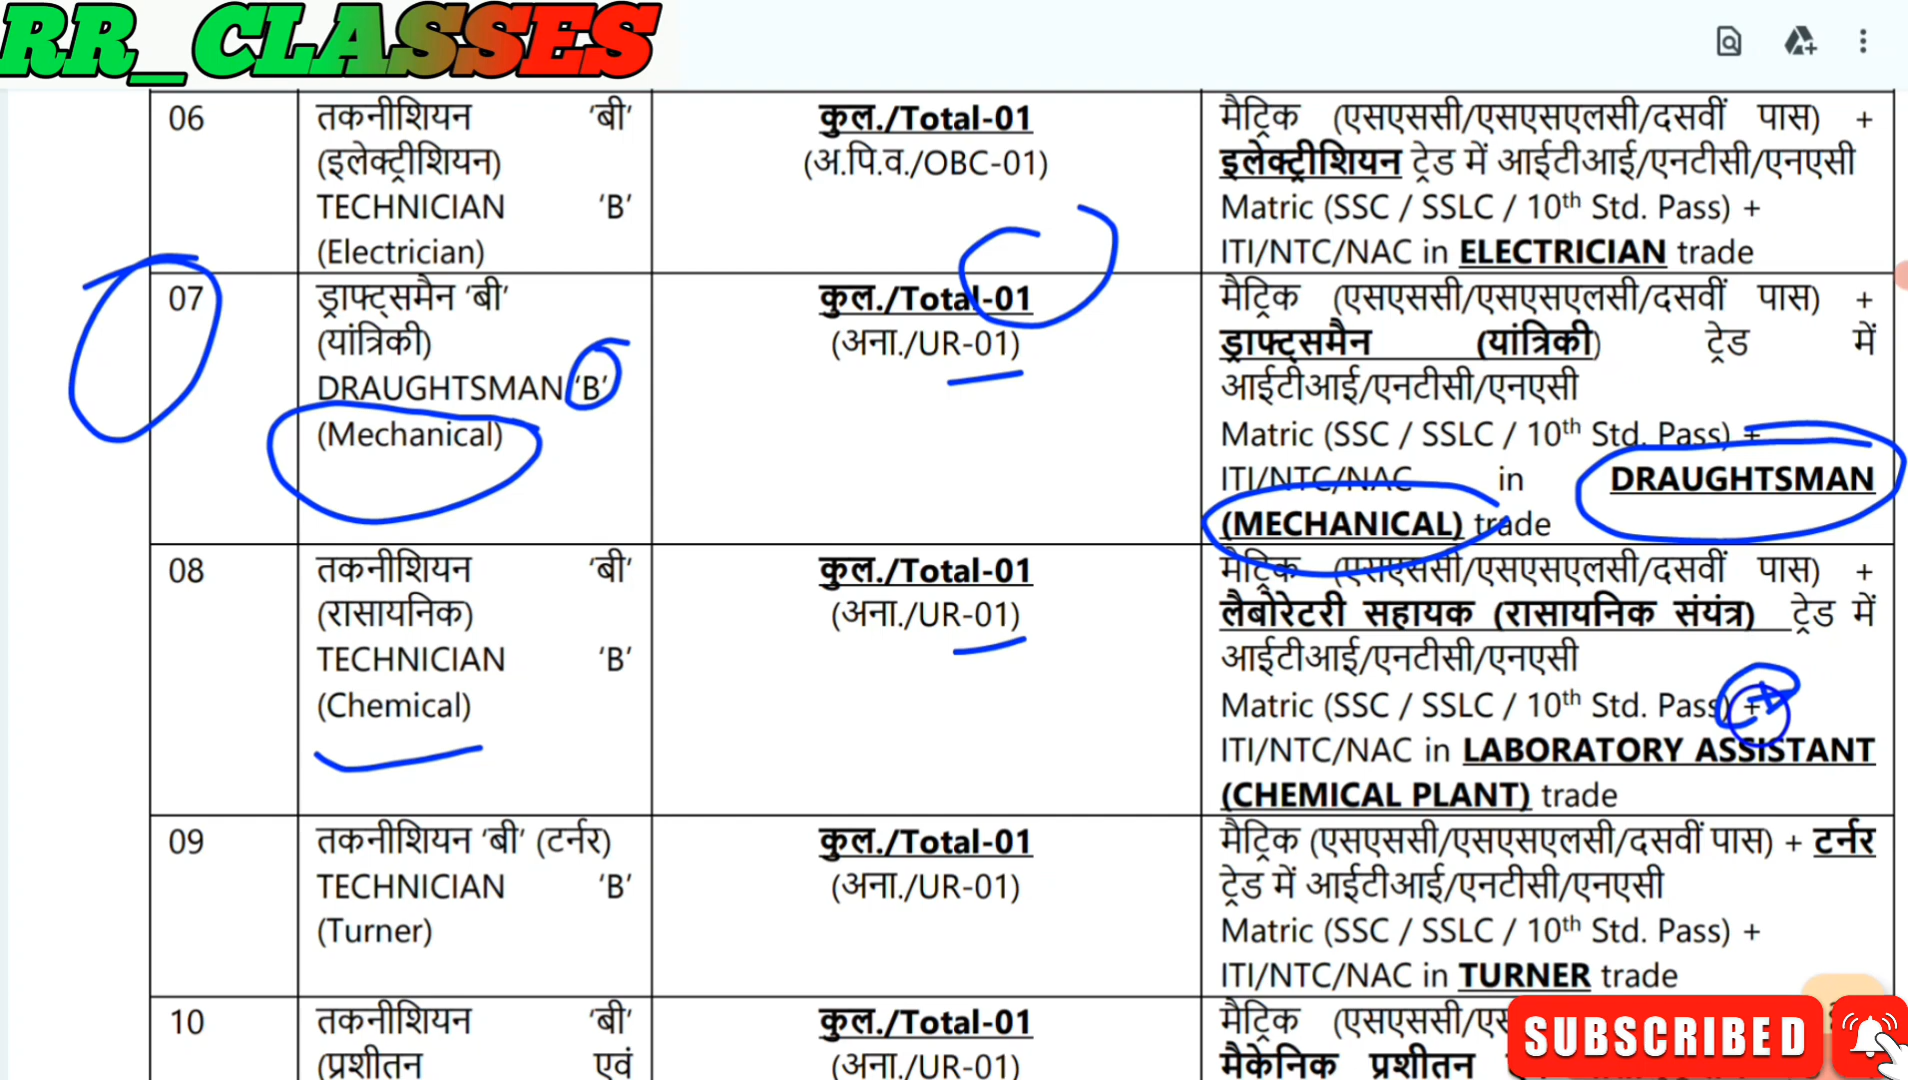 RR_CLASSES
06
तकनीशियन 'बी'
(इलेक्ट्रीशियन)
TECHNICIAN 'B'
(Electrician)
कुल./Total-01
(अ.पि.व./OBC-01)
मैट्रिक (एसएससी/एसएसएलसी/दसवीं पास) +
इलेक्ट्रीशियन ट्रेड में आईटीआई/एनटीसी/एनएसी
Matric (SSC / SSLC / 10th Std. Pass) +
ITI/NTC/NAC in ELECTRICIAN trade
07
ड्राफ्ट्समैन 'बी'
(यांत्रिकी)
DRAUGHTSMAN 'B'
(Mechanical)
कुल./Total-01
(अना./UR-01)
मैट्रिक (एसएससी/एसएसएलसी/दसवीं पास) +
ड्राफ्ट्समैन (यांत्रिकी) ट्रेड में
आईटीआई/एनटीसी/एनएसी
Matric (SSC / SSLC / 10th Std. Pass) +
ITI/NTC/NAC in DRAUGHTSMAN
(MECHANICAL) trade
08
तकनीशियन 'बी'
(रासायनिक)
TECHNICIAN 'B'
(Chemical)
कुल./Total-01
(अना./UR-01)
मैट्रिक (एसएससी/एसएसएलसी/दसवीं पास) +
लैबोरेटरी सहायक (रासायनिक संयंत्र) ट्रेड में
आईटीआई/एनटीसी/एनएसी
Matric (SSC / SSLC / 10th Std. Pass) +
ITI/NTC/NAC in LABORATORY ASSISTANT
(CHEMICAL PLANT) trade
09
तकनीशियन 'बी' (टर्नर)
TECHNICIAN 'B'
(Turner)
कुल./Total-01
(अना./UR-01)
मैट्रिक (एसएससी/एसएसएलसी/दसवीं पास) + टर्नर
ट्रेड में आईटीआई/एनटीसी/एनएसी
Matric (SSC / SSLC / 10th Std. Pass) +
ITI/NTC/NAC in TURNER trade
10
तकनीशियन 'बी'
(प्रशीतन एवं
कुल./Total-01
(अना./UR-01)
मैट्रिक
मैकेनिक प्रशीतन
SUBSCRIBED